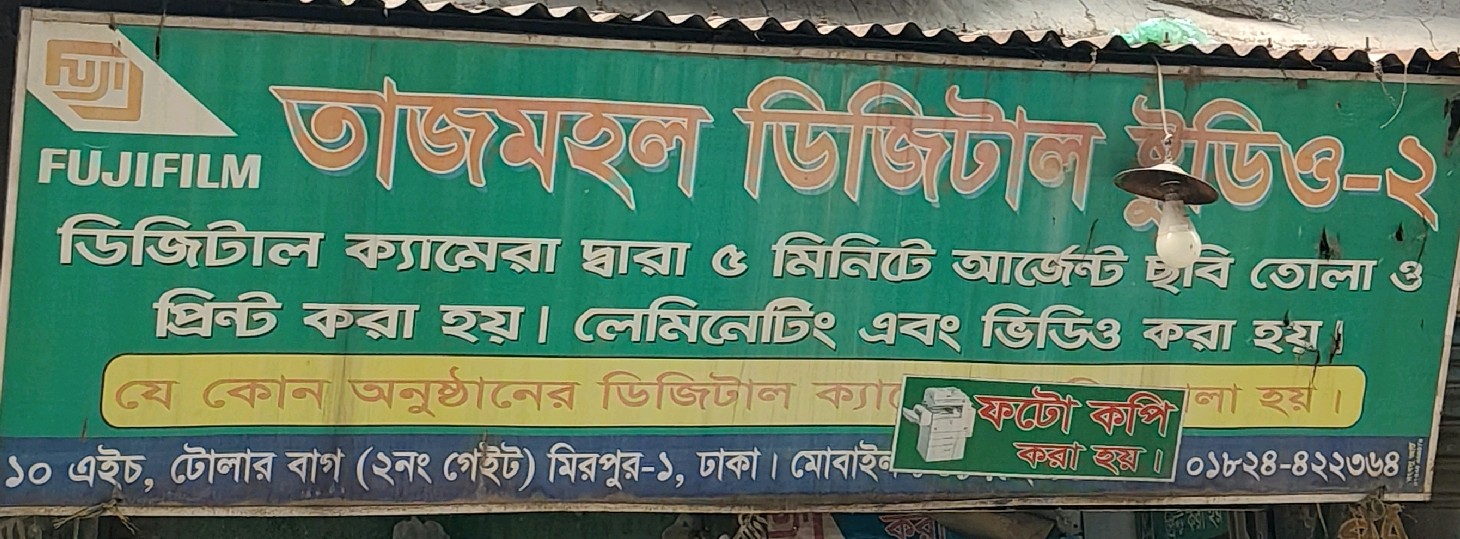 FUJI
FUJIFILM
তাজমহল ডিজিটাল ষ্টুডিও-২
ডিজিটাল ক্যামেরা দ্বারা ৫ মিনিটে আর্জেন্ট ছবি তোলা ও
প্রিন্ট করা হয়। লেমিনেটিং এবং ভিডিও করা হয়।
যে কোন অনুষ্ঠানের ডিজিটাল হয়।
ফটো কপি
করা হয়।
১০ এইচ, টোলার বাগ (২নং গেইট) মিরপুর-১, ঢাকা। মোবাইল ০১৮২৪-৪২২৩৬৪